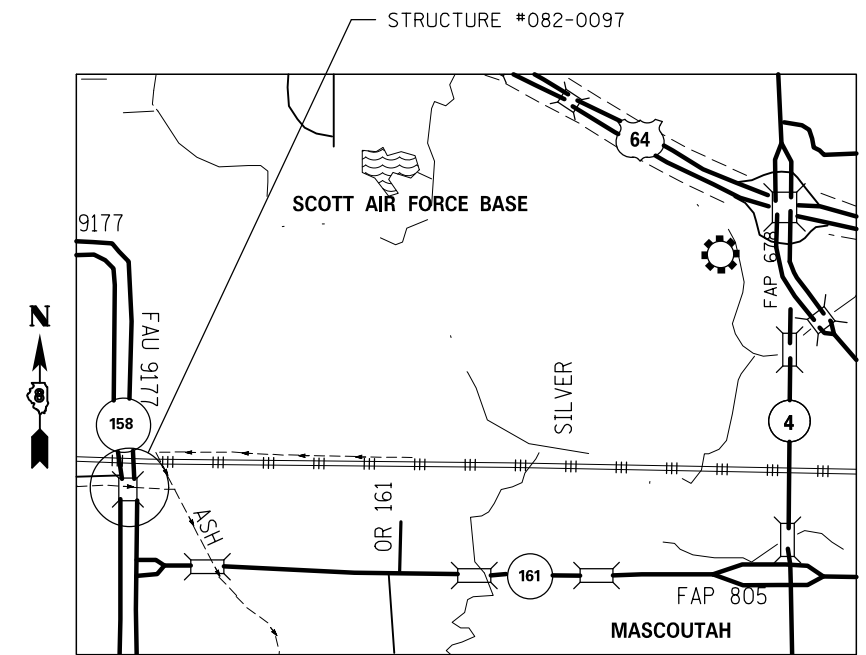 STRUCTURE #082-0097
64
SCOTT AIR FORCE BASE
9177
FAP 678
N
8
FAU 9177
158
4
SILVER
ASH
OR 161
161
FAP 805
MASCOUTAH